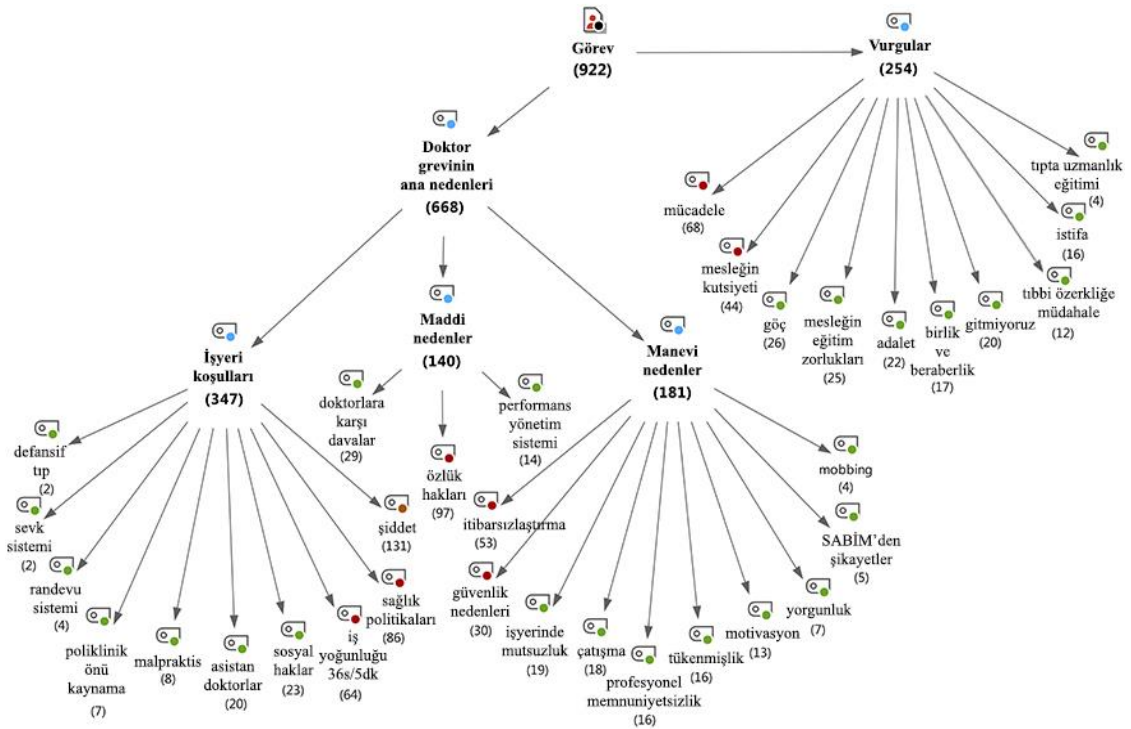 Görev
(922)
Vurgular
(254)
Doktor
grevinin
ana nedenleri
(668)
tıpta uzmanlık
eğitimi
(4)
mücadele
(68)
istifa
(16)
mesleğin
kutsiyeti
(44)
göç
(26)
mesleğin
eğitim
zorlukları
(25)
adalet
(22)
birlik
ve
beraberlik
(17)
gitmiyoruz
(20)
tıbbi özerkliğe
müdahale
(12)
İşyeri
koşulları
(347)
Maddi
nedenler
(140)
Manevi
nedenler
(181)
doktorlara
karşı
davalar
(29)
özlük
hakları
(97)
performans
yönetim
sistemi
(14)
defansif
tıp
(2)
sevk
sistemi
(2)
randevu
sistemi
(4)
poliklinik
önü
kaynama
(7)
malpraktis
(8)
asistan
doktorlar
(20)
sosyal
haklar
(23)
iş
yoğunluğu
36s/5dk
(64)
sağlık
politikaları
(86)
şiddet
(131)
itibarsızlaştırma
(53)
güvenlik
nedenleri
(30)
işyerinde
mutsuzluk
(19)
çatışma
(18)
profesyonel
memnuniyetsizlik
(16)
tükenmişlik
(16)
motivasyon
(13)
yorgunluk
(7)
SABİM’den
şikayetler
(5)
mobbing
(4)